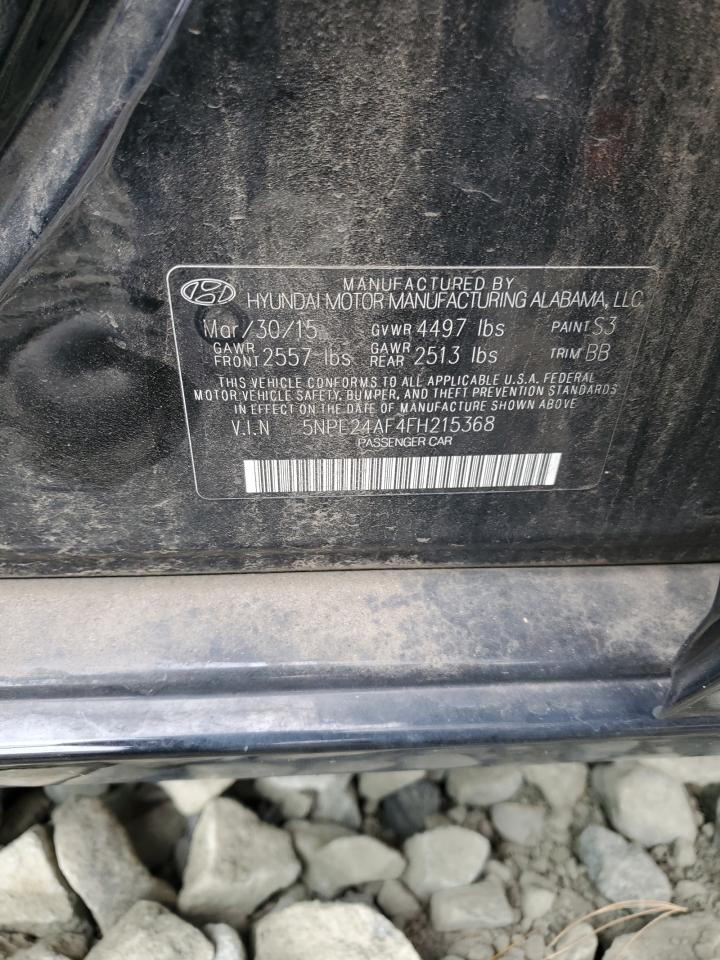 MANUFACTURED BY
HYUNDAI MOTOR MANUFACTURING ALABAMA, LLC
Mar/30/15 GVWR 4497 lbs PAINT S3
GAWR FRONT 2557 lbs GAWR REAR 2513 lbs TRIM BB
THIS VEHICLE CONFORMS TO ALL APPLICABLE U.S.A. FEDERAL
MOTOR VEHICLE SAFETY, BUMPER, AND THEFT PREVENTION STANDARDS
IN EFFECT ON THE DATE OF MANUFACTURE SHOWN ABOVE
V.I.N 5NPE24AF4FH215368
PASSENGER CAR